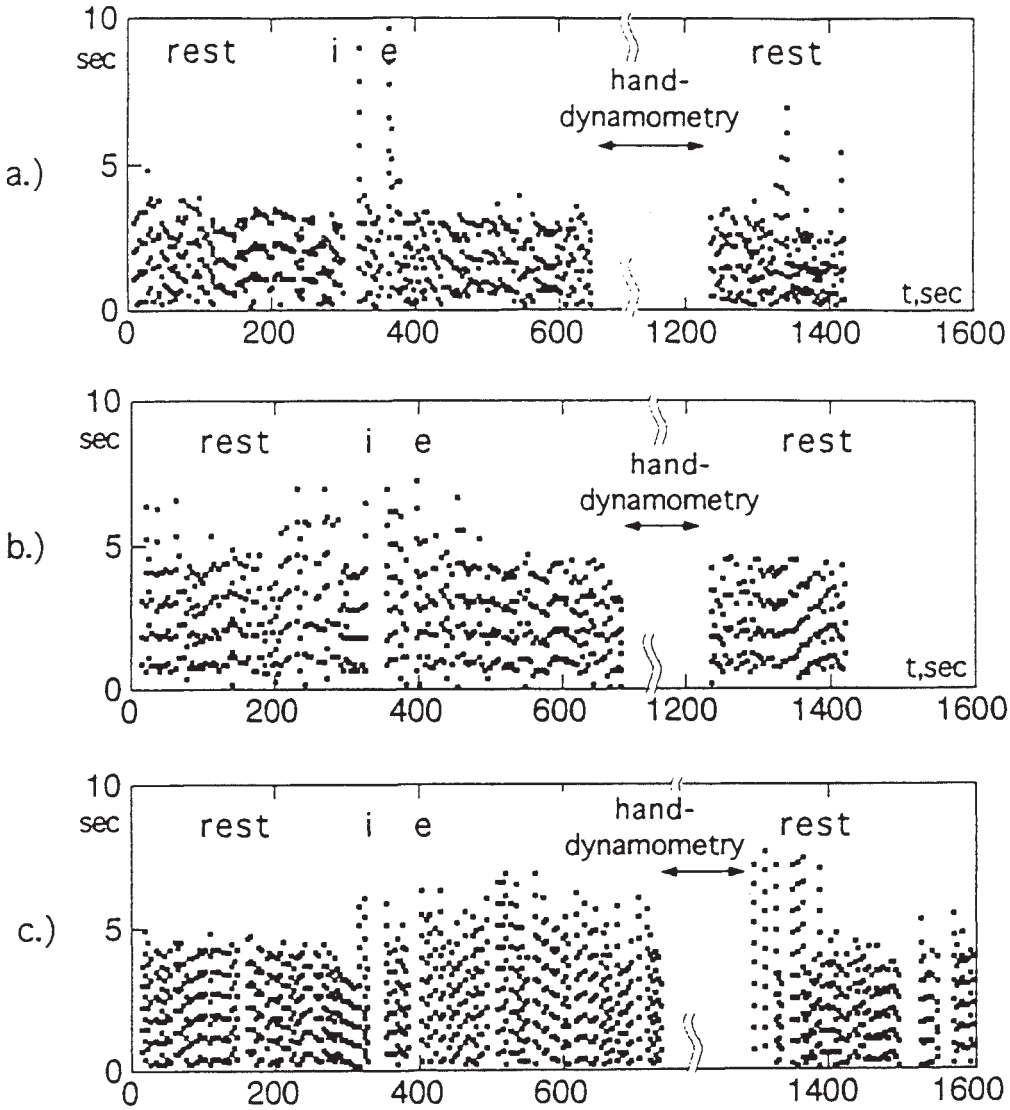 10
sec
rest i e
hand-
dynamometry
rest
a.)
5
0
t,sec
0 200 400 600 1200 1400 1600
10
sec
rest i e
hand-
dynamometry
rest
b.)
5
0
t,sec
0 200 400 600 1200 1400 1600
10
sec
rest i e
hand-
dynamometry
rest
c.)
5
0
0 200 400 600 1400 1600